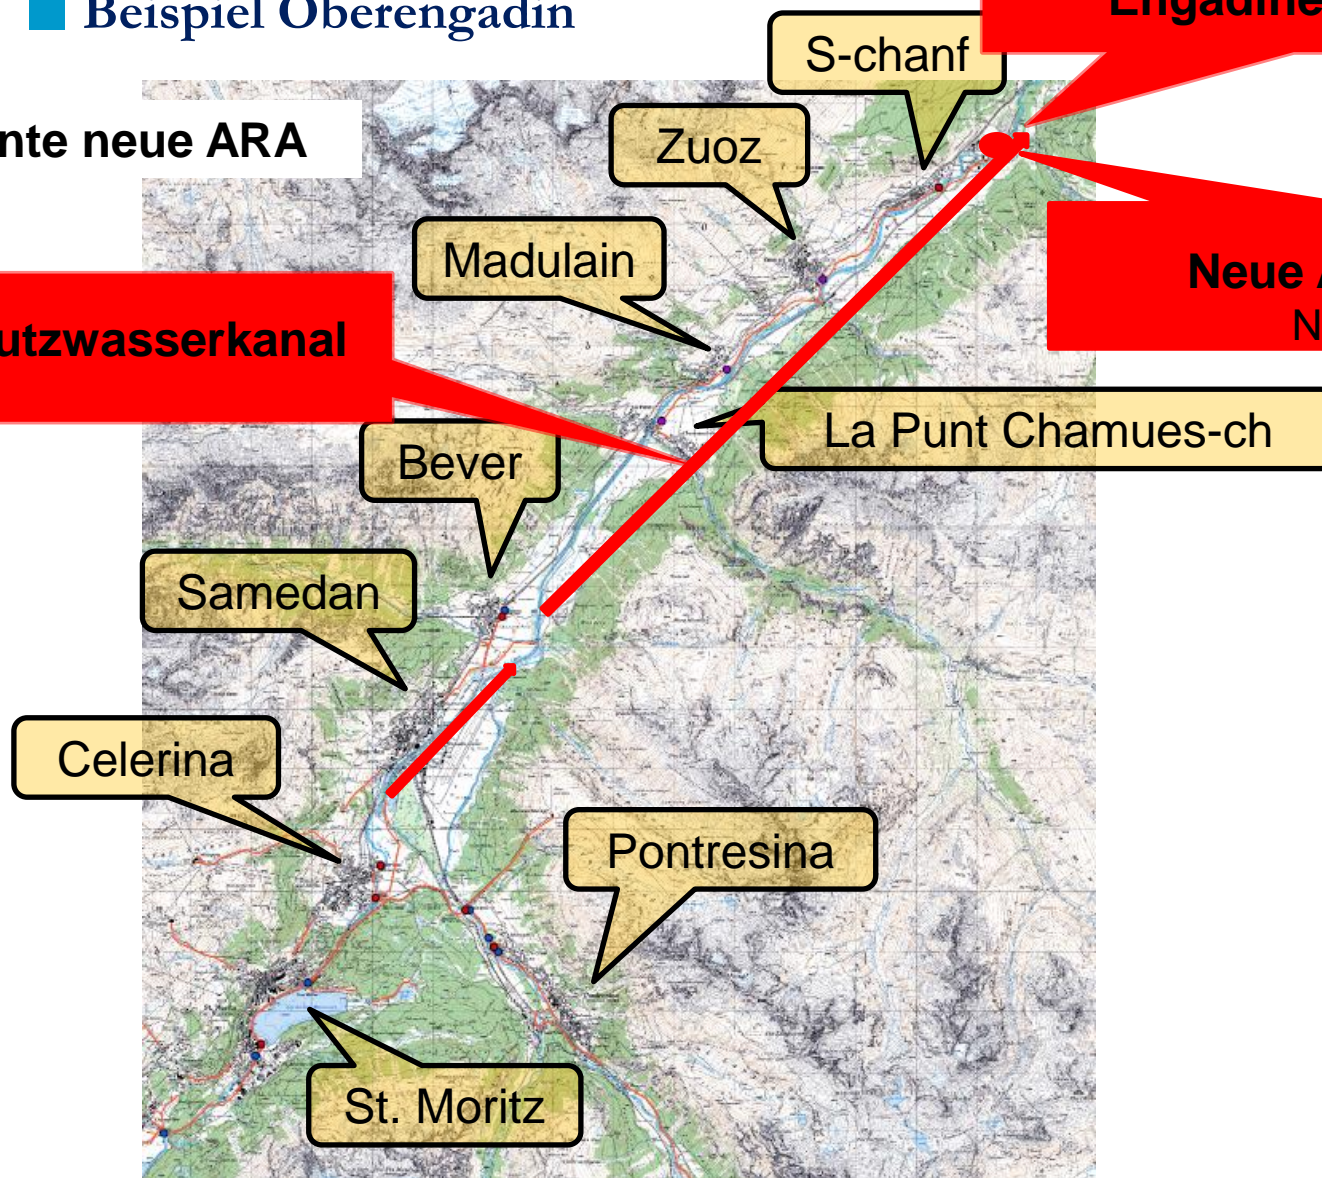 Beispiel Oberengadin
S-chanf
nte neue ARA
Zuoz
Madulain
Neue
N
utzwasserkanal
La Punt Chamues-ch
Bever
Samedan
Celerina
Pontresina
St. Moritz